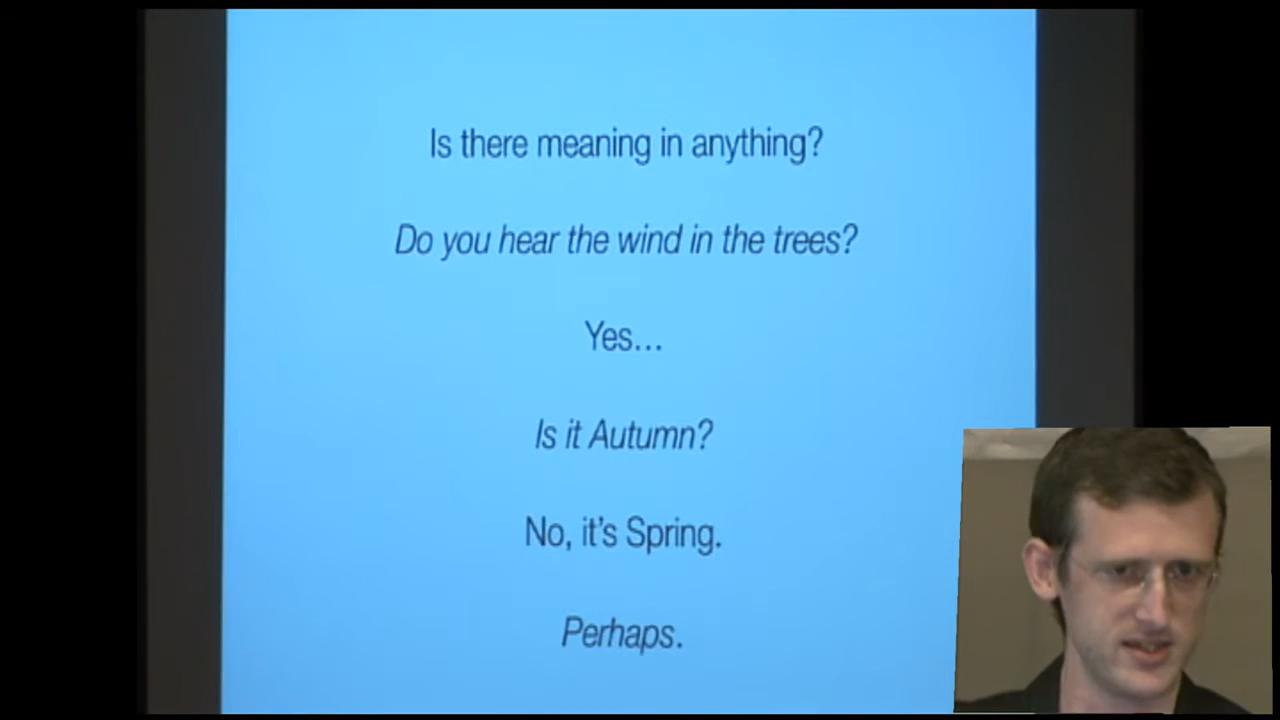 Is there meaning in anything?
Do you hear the wind in the trees?
Yes...
Is it Autumn?
No, it's Spring.
Perhaps.